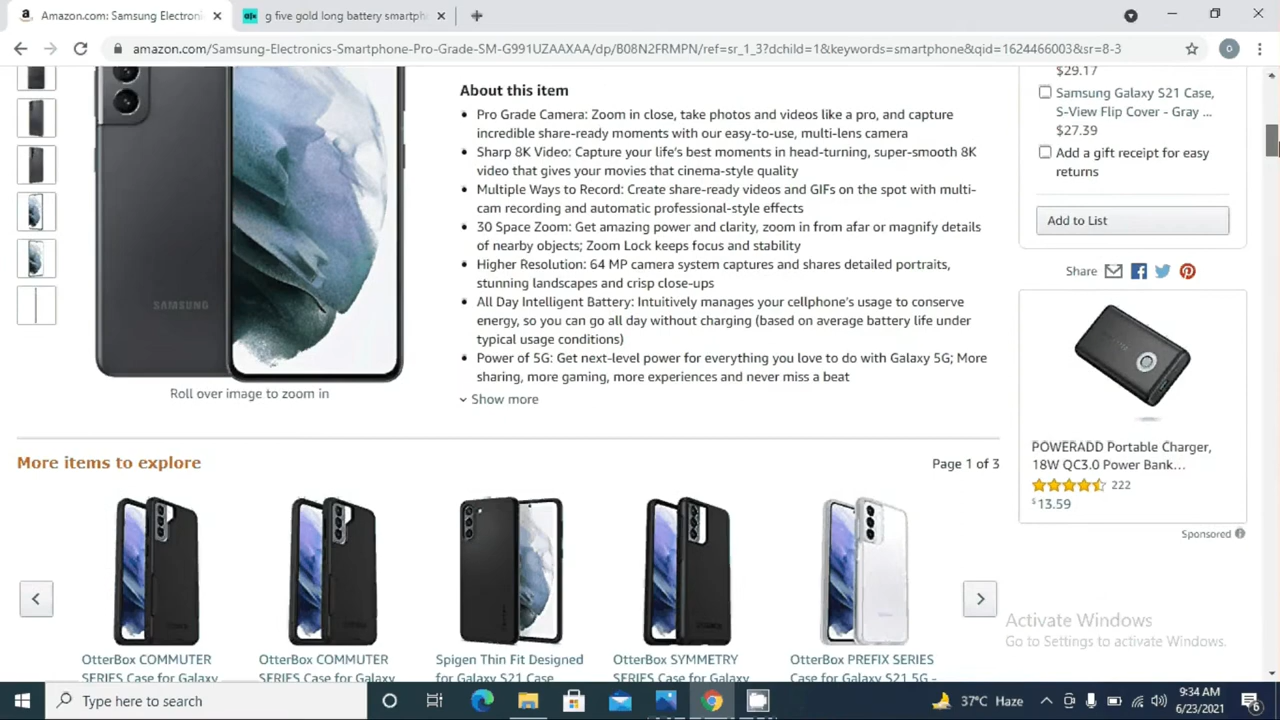 Amazon.com: Samsung Electroni
g five gold long battery smartph
amazon.com/Samsung-Electronics-Smartphone-Pro-Grade-SM-G991UZAAXAA/dp/B08N2FRMPN/ref=sr_1_3?dchild=1&keywords=smartphone&qid=1624466003&sr=8-3
SAMSUNG
Roll over image to zoom in
About this item
• Pro Grade Camera: Zoom in close, take photos and videos like a pro, and capture
incredible share-ready moments with our easy-to-use, multi-lens camera
• Sharp 8K Video: Capture your life's best moments in head-turning, super-smooth 8K
video that gives your movies that cinema-style quality
• Multiple Ways to Record: Create share-ready videos and GIFs on the spot with multi-
cam recording and automatic professional-style effects
• 30 Space Zoom: Get amazing power and clarity, zoom in from afar or magnify details
of nearby objects; Zoom Lock keeps focus and stability
• Higher Resolution: 64 MP camera system captures and shares detailed portraits,
stunning landscapes and crisp close-ups
• All Day Intelligent Battery: Intuitively manages your cellphone's usage to conserve
energy, so you can go all day without charging (based on average battery life under
typical usage conditions)
• Power of 5G: Get next-level power for everything you love to do with Galaxy 5G; More
sharing, more gaming, more experiences and never miss a beat
Show more
$29.17
Samsung Galaxy S21 Case,
S-View Flip Cover - Gray ...
$27.39
Add a gift receipt for easy
returns
Add to List
Share
POWERADD Portable Charger,
18W QC3.0 Power Bank...
222
$13.59
Sponsored
More items to explore
Page 1 of 3
OtterBox COMMUTER
SERIES Case for Galaxy
OtterBox COMMUTER
SERIES Case for Galaxy
Spigen Thin Fit Designed
for Galaxy S21 Case
OtterBox SYMMETRY
SERIES Case for Galaxy
OtterBox PREFIX SERIES
Case for Galaxy S21 5G -
Activate Windows
Go to Settings to activate Windows.
Type here to search
37°C Haze
9:34 AM
6/23/2021
6